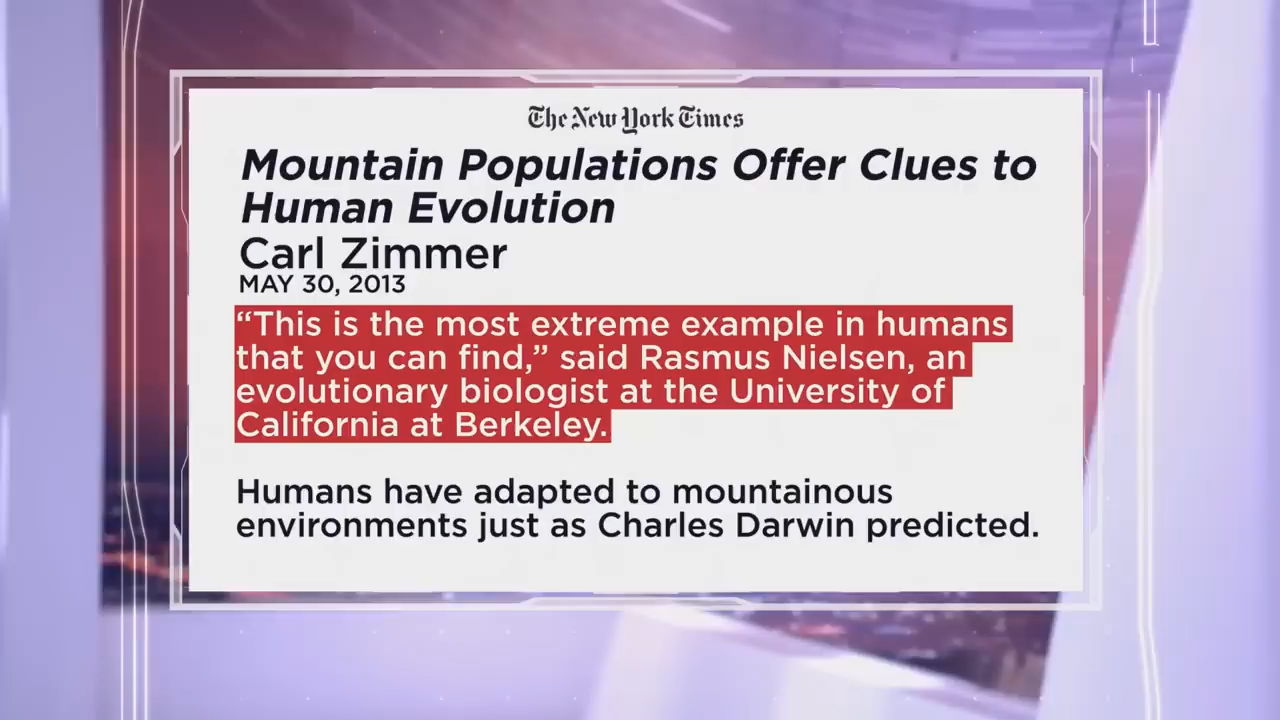 The New York Times
Mountain Populations Offer Clues to
Human Evolution
Carl Zimmer
MAY 30, 2013
“This is the most extreme example in humans
that you can find,” said Rasmus Nielsen, an
evolutionary biologist at the University of
California at Berkeley.
Humans have adapted to mountainous
environments just as Charles Darwin predicted.